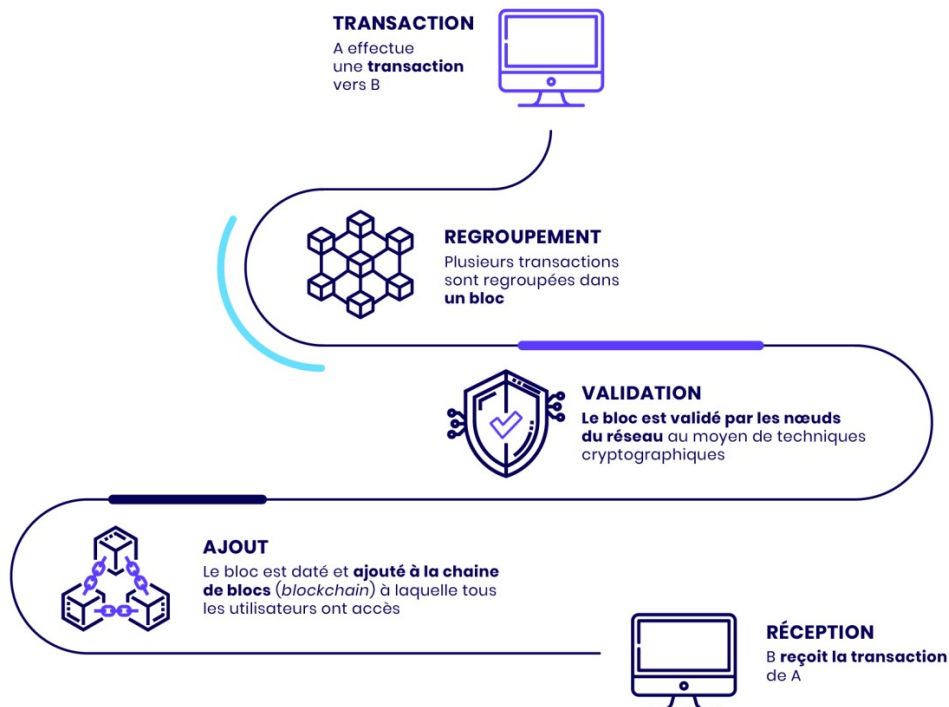 TRANSACTION
A effectue
une transaction
vers B
REGROUPEMENT
Plusieurs transactions
sont regroupées dans
un bloc
VALIDATION
Le bloc est validé par les nœuds
du réseau au moyen de techniques
cryptographiques
AJOUT
Le bloc est daté et ajouté à la chaine
de blocs (blockchain) à laquelle tous
les utilisateurs ont accès
RÉCEPTION
B reçoit la transaction
de A